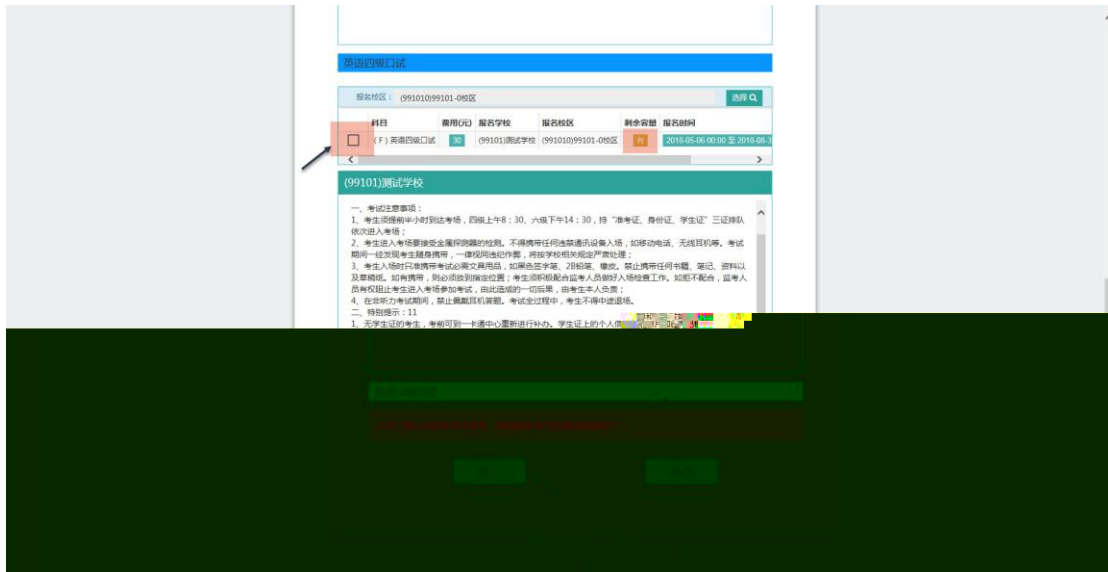 英语四级口试
报名校区： (991010)99101-0校区 选择
科目 费用(元) 报名学校 报名校区 剩余容量 报名时间
( F ) 英语四级口试 30 (99101)测试学校 (991010)99101-0校区 有 2018-05-06 00:00 至 2018-08-3
(99101)测试学校
一、考试注意事项：
1、考生须提前半小时到达考场，四级上午8：30、六级下午14：30，持“准考证、身份证、学生证”三证排队
依次进入考场；
2、考生进入考场要接受金属探测器的检测。不得携带任何违禁通讯设备入场，如移动电话、无线耳机等。考试
期间一经发现考生随身携带，一律视同违纪作弊，将按学校相关规定严肃处理；
3、考生入场时只准携带考试必需文具用品，如黑色签字笔、2B铅笔、橡皮。禁止携带任何书籍、笔记、资料以
及草稿纸。如有携带，则必须放到指定位置；考生须积极配合监考人员做好入场检查工作。如拒不配合，监考人
员有权阻止考生进入考场参加考试，由此造成的一切后果，由考生本人负责；
4、在非听力考试期间，禁止佩戴耳机答题。考试全过程中，考生不得中途退场。
二、特别提示：11
1、无学生证的考生，考前可到一卡通中心重新进行补办。学生证上的个人信